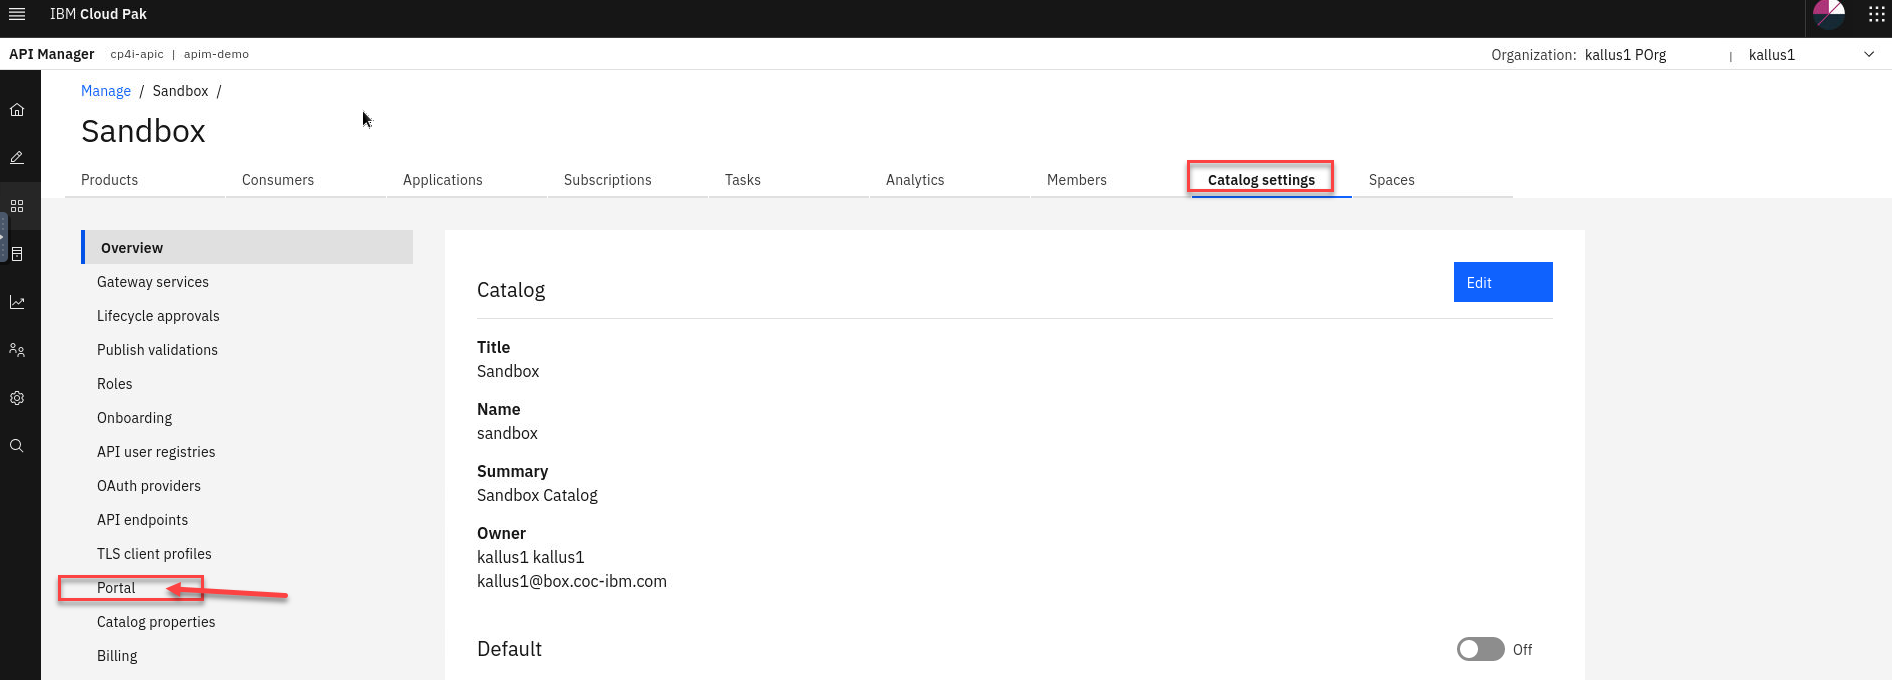 IBM Cloud Pak
API Manager cp4i-apic | apim-demo Organization: kallus1 POrg | kallus1
Manage / Sandbox /
Sandbox
Products Consumers Applications Subscriptions Tasks Analytics Members Catalog settings Spaces
Overview
Gateway services
Lifecycle approvals
Publish validations
Roles
Onboarding
API user registries
OAuth providers
API endpoints
TLS client profiles
Portal
Catalog properties
Billing
Catalog Edit
Title
Sandbox
Name
sandbox
Summary
Sandbox Catalog
Owner
kallus1 kallus1
kallus1@box.coc-ibm.com
Default Off